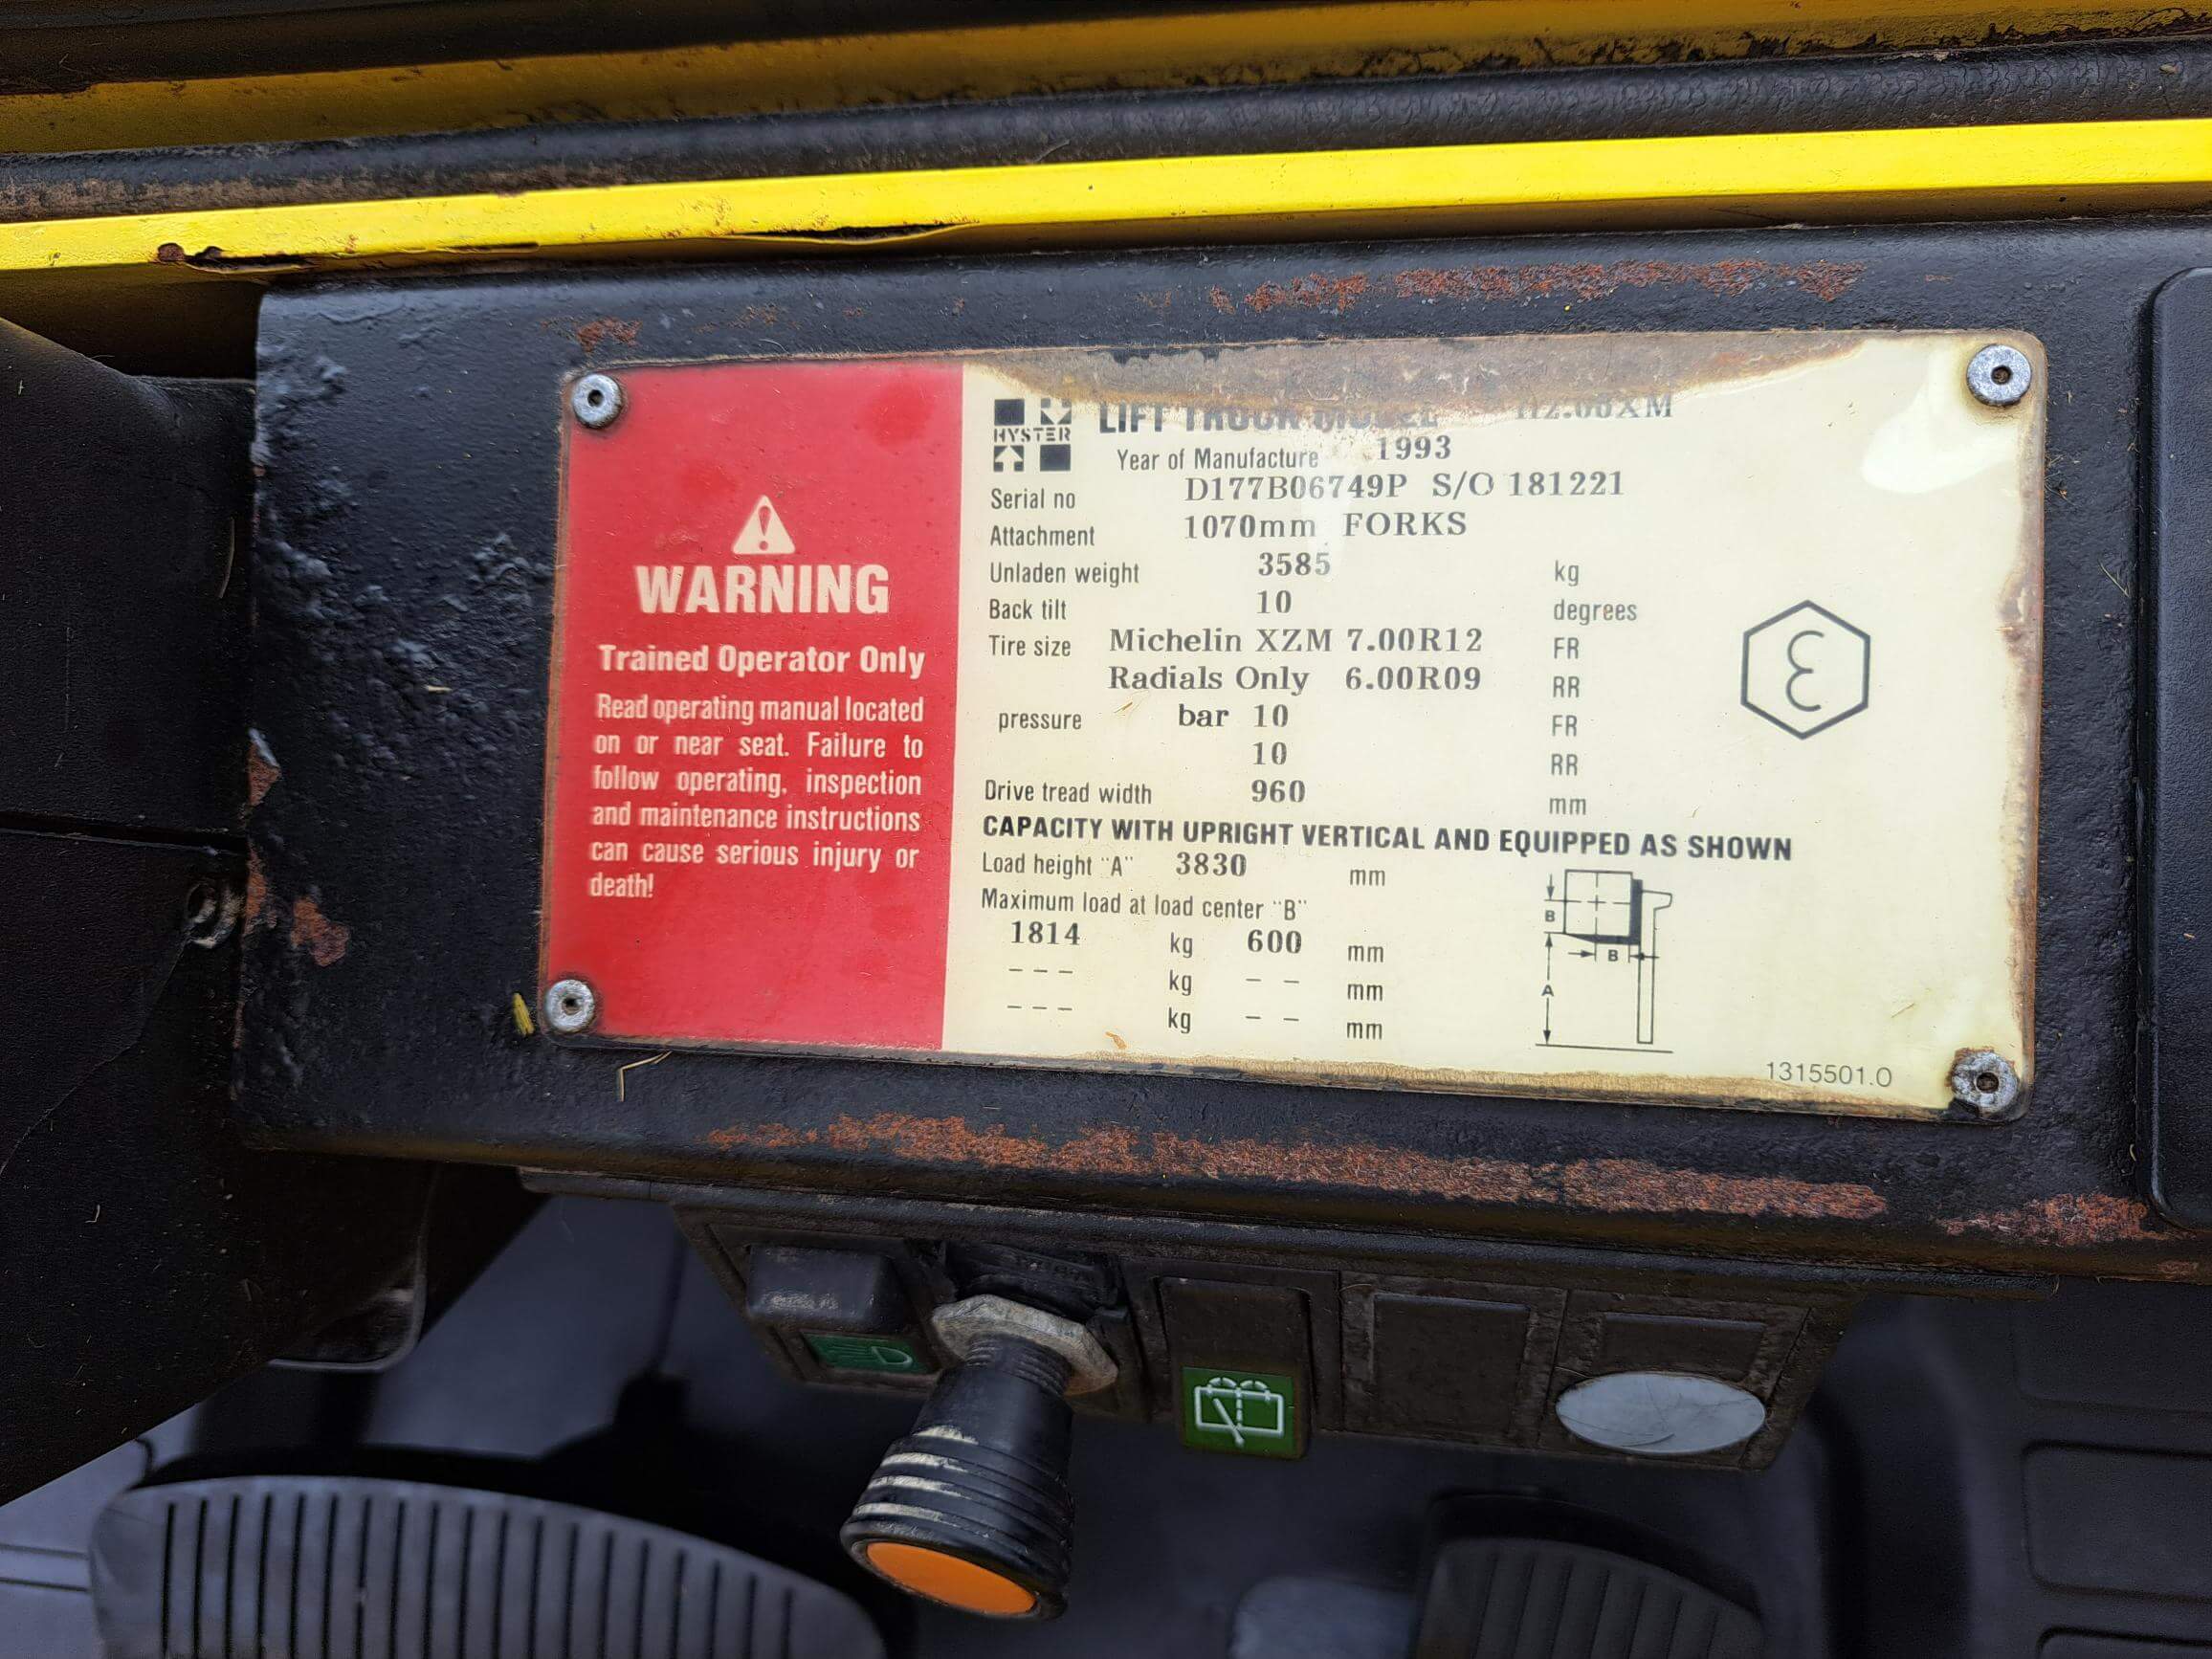 WARNING
Trained Operator Only
Read operating manual located
on or near seat. Failure to
follow operating, inspection
and maintenance instructions
can cause serious injury or
death!
HYSTER
LIFT TRUCK MODEL H2.00XM
Year of Manufacture 1993
Serial no D177B06749P S/O 181221
Attachment 1070mm FORKS
Unladen weight 3585 kg
Back tilt 10 degrees
Tire size Michelin XZM 7.00R12 FR
Radials Only 6.00R09 RR
pressure bar 10 FR
10 RR
Drive tread width 960 mm
CAPACITY WITH UPRIGHT VERTICAL AND EQUIPPED AS SHOWN
Load height "A" 3830 mm
Maximum load at load center "B"
1814 kg 600 mm
--- kg -- mm
--- kg -- mm
B
B
A
1315501.0